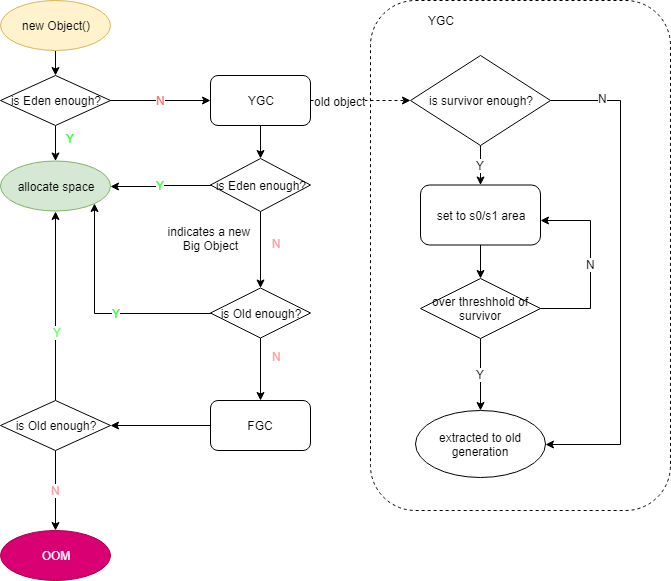 new Object()
YGC
is Eden enough?
N
YGC
old object
is survivor enough?
N
Y
Y
allocate space
Y
is Eden enough?
set to s0/s1 area
indicates a new
Big Object
N
N
is Old enough?
Y
over threshhold of
survivor
Y
N
Y
is Old enough?
FGC
extracted to old
generation
N
OOM